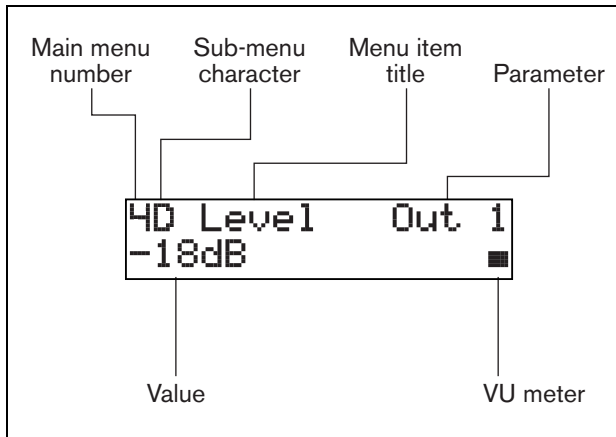 Main menu
number
Sub-menu
character
Menu item
title
Parameter
4D Level Out 1
-18dB
Value
VU meter